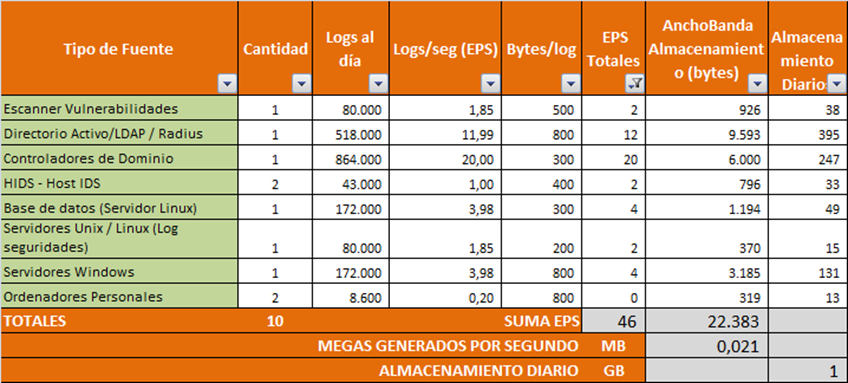 Tipo de Fuente Cantidad Logs al día Logs/seg (EPS) Bytes/log EPS Totales AnchoBanda Almacenamiento (bytes) Almacenamiento Diario
Escanner Vulnerabilidades 1 80.000 1,85 500 2 926 38
Directorio Activo/LDAP / Radius 1 518.000 11,99 800 12 9.593 395
Controladores de Dominio 1 864.000 20,00 300 20 6.000 247
HIDS - Host IDS 2 43.000 1,00 400 2 796 33
Base de datos (Servidor Linux) 1 172.000 3,98 300 4 1.194 49
Servidores Unix / Linux (Log seguridades) 1 80.000 1,85 200 2 370 15
Servidores Windows 1 172.000 3,98 800 4 3.185 131
Ordenadores Personales 2 8.600 0,20 800 0 319 13
TOTALES 10 SUMA EPS 46 22.383
MEGAS GENERADOS POR SEGUNDO MB 0,021
ALMACENAMIENTO DIARIO GB 1